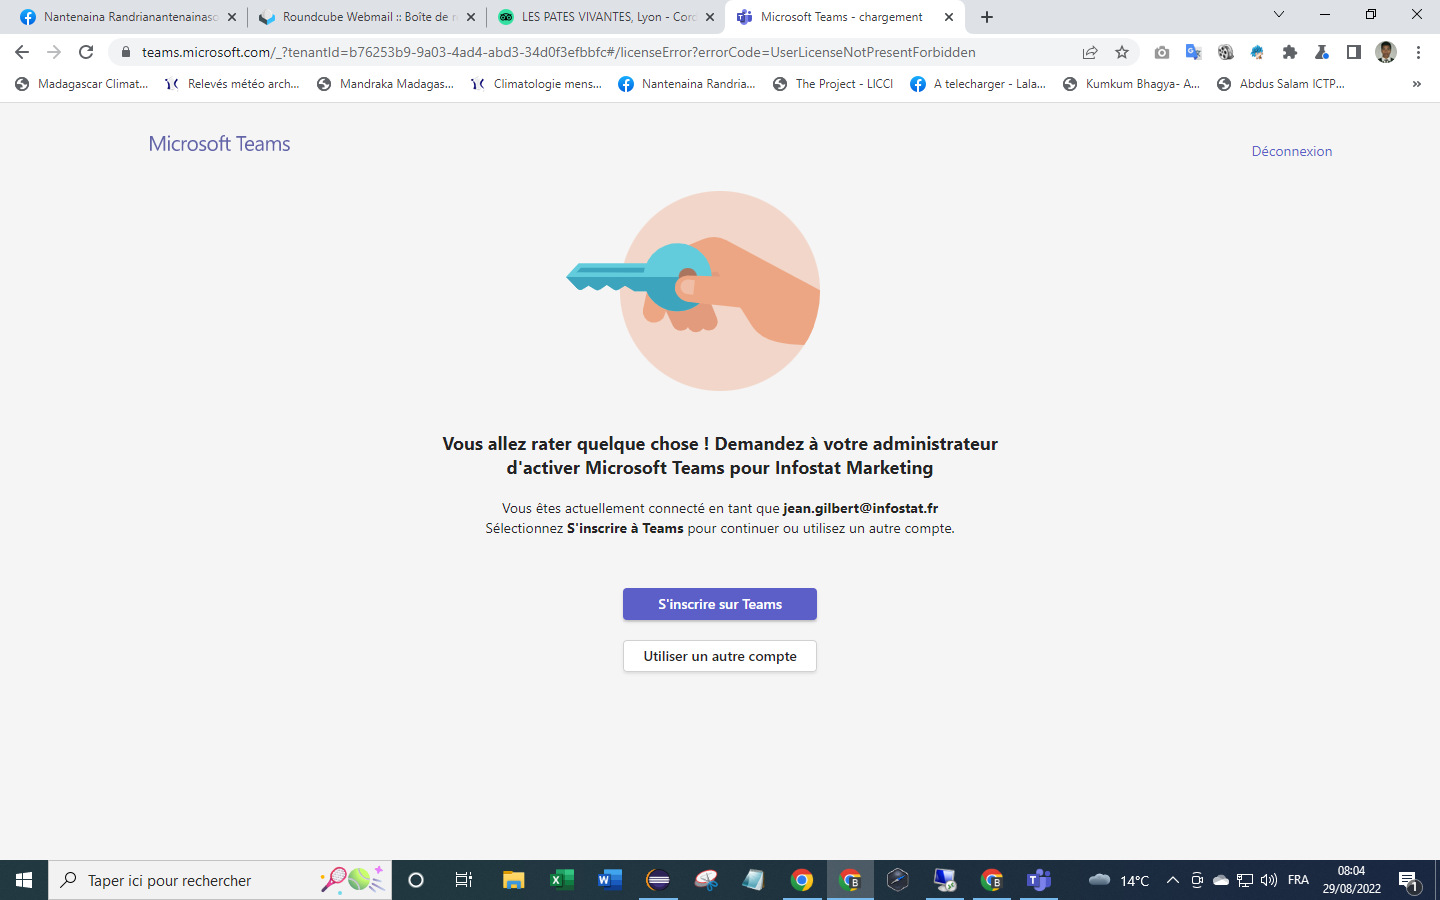 Nantenaina Randrianantenainaso
Roundcube Webmail :: Boîte de r
LES PATES VIVANTES, Lyon - Cord
Microsoft Teams - chargement
teams.microsoft.com/_?tenantId=b76253b9-9a03-4ad4-abd3-34d0f3efbbfc#/licenseError?errorCode=UserLicenseNotPresentForbidden
Madagascar Climat...
Relevés météo arch...
Mandraka Madagas...
Climatologie mens...
Nantenaina Randria...
The Project - LICCI
A telecharger - Lala...
Kumkum Bhagya- A...
Abdus Salam ICTP...
»
Microsoft Teams
Déconnexion
Vous allez rater quelque chose ! Demandez à votre administrateur
d'activer Microsoft Teams pour Infostat Marketing
Vous êtes actuellement connecté en tant que jean.gilbert@infostat.fr
Sélectionnez S'inscrire à Teams pour continuer ou utilisez un autre compte.
S'inscrire sur Teams
Utiliser un autre compte
Taper ici pour rechercher
14°C
FRA
08:04
29/08/2022
1